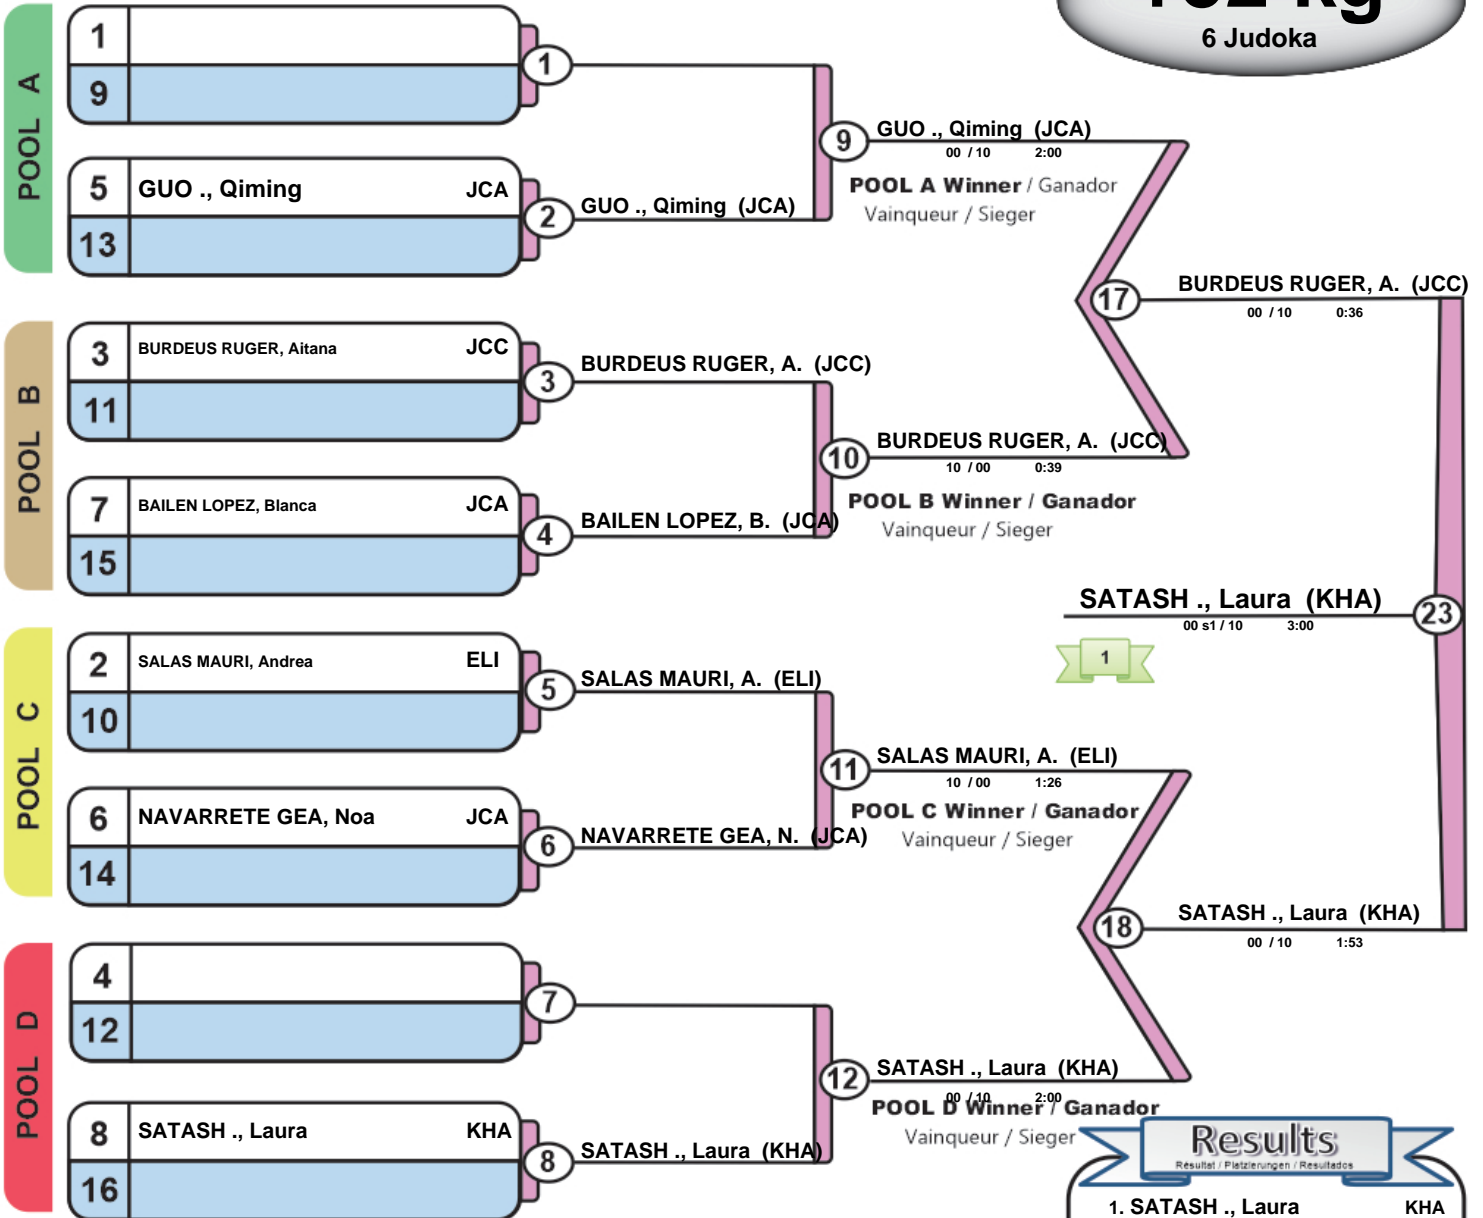 6 Judoka
POOL A
1
9
1
5 GUO ., Qiming JCA
13
2
GUO ., Qiming (JCA)
9
GUO ., Qiming (JCA)
00 / 10 2:00
POOL A Winner / Ganador
Vainqueur / Sieger
POOL B
3 BURDEUS RUGER, Aitana JCC
11
3
BURDEUS RUGER, A. (JCC)
7 BAILEN LOPEZ, Blanca JCA
15
4
BAILEN LOPEZ, B. (JCA)
10
BURDEUS RUGER, A. (JCC)
10 / 00 0:39
POOL B Winner / Ganador
Vainqueur / Sieger
17
BURDEUS RUGER, A. (JCC)
00 / 10 0:36
SATASH ., Laura (KHA)
00 s1 / 10 3:00
23
1
POOL C
2 SALAS MAURI, Andrea ELI
10
5
SALAS MAURI, A. (ELI)
6 NAVARRETE GEA, Noa JCA
14
6
NAVARRETE GEA, N. (JCA)
11
SALAS MAURI, A. (ELI)
10 / 00 1:26
POOL C Winner / Ganador
Vainqueur / Sieger
18
SATASH ., Laura (KHA)
00 / 10 1:53
POOL D
4
12
7
8 SATASH ., Laura KHA
16
8
SATASH ., Laura (KHA)
12
SATASH ., Laura (KHA)
00 / 10 2:00
POOL D Winner / Ganador
Vainqueur / Sieger
Results
Résultat / Platzierungen / Resultados
1. SATASH ., Laura KHA